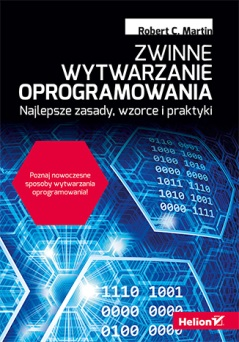 Robert C. Martin
ZWINNE
WYTWARZANIE
OPROGRAMOWANIA
Najlepsze zasady, wzorce i praktyki
Poznaj nowoczesne
sposoby wytwarzania
oprogramowania!
1110 1001
0000 0000
0100 0000
Helion